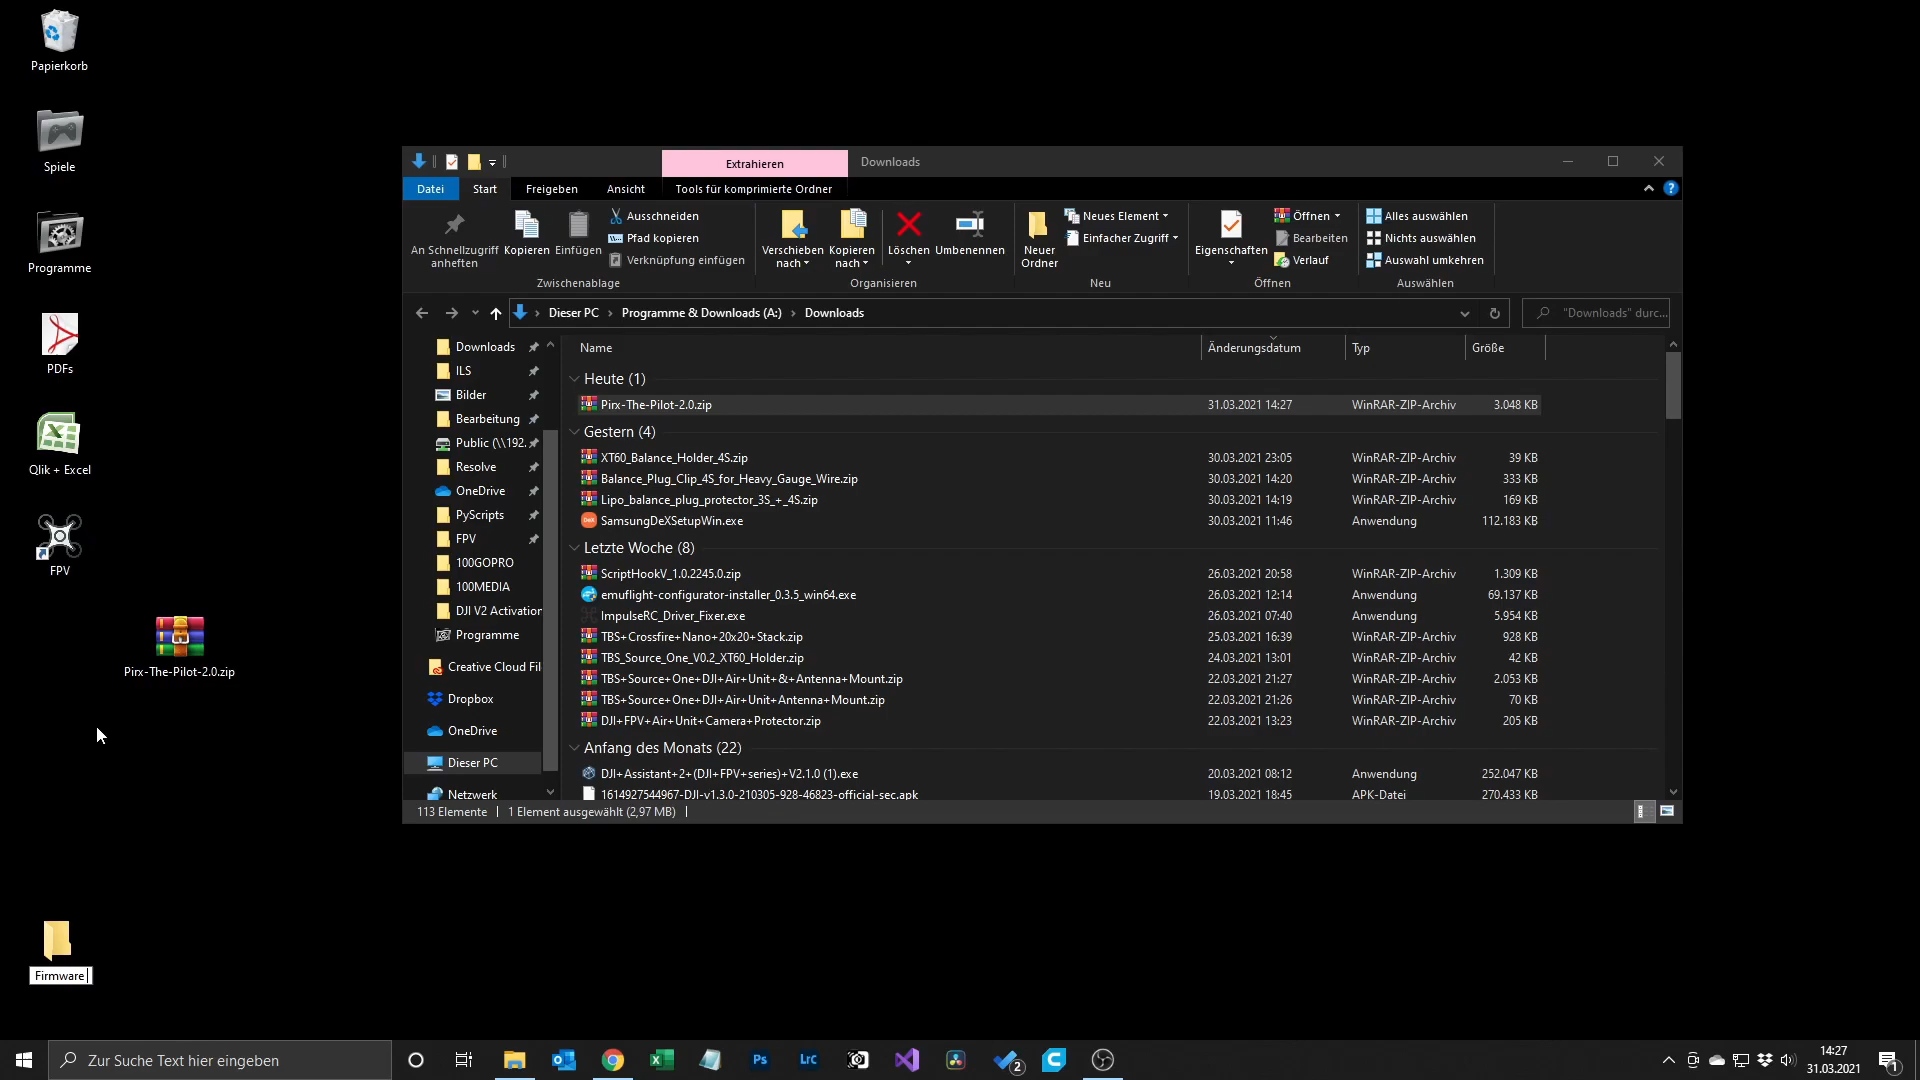 Papierkorb
Spiele
Programme
PDFs
Qlik + Excel
FPV
Pirx-The-Pilot-2.0.zip
Firmware
Extrahieren
Downloads
Datei
Start
Freigeben
Ansicht
Tools für komprimierte Ordner
An Schnellzugriff
anheften
Kopieren
Einfügen
Ausschneiden
Pfad kopieren
Verknüpfung einfügen
Zwischenablage
Verschieben
nach
Kopieren
nach
Löschen
Umbenennen
Organisieren
Neuer
Ordner
Neues Element
Einfacher Zugriff
Neu
Eigenschaften
Öffnen
Bearbeiten
Verlauf
Öffnen
Alles auswählen
Nichts auswählen
Auswahl umkehren
Auswählen
Dieser PC
Programme & Downloads (A:)
Downloads
"Downloads" durc...
Downloads
ILS
Bilder
Bearbeitung
Public (\\192.
Resolve
OneDrive
PyScripts
FPV
100GOPRO
100MEDIA
DJI V2 Activation
Programme
Creative Cloud Fil
Dropbox
OneDrive
Dieser PC
Netzwerk
Name Änderungsdatum Typ Größe
Heute (1)
Pirx-The-Pilot-2.0.zip 31.03.2021 14:27 WinRAR-ZIP-Archiv 3.048 KB
Gestern (4)
XT60_Balance_Holder_4S.zip 30.03.2021 23:05 WinRAR-ZIP-Archiv 39 KB
Balance_Plug_Clip_4S_for_Heavy_Gauge_Wire.zip 30.03.2021 14:20 WinRAR-ZIP-Archiv 333 KB
Lipo_balance_plug_protector_3S_+_4S.zip 30.03.2021 14:19 WinRAR-ZIP-Archiv 169 KB
SamsungDeXSetupWin.exe 30.03.2021 11:46 Anwendung 112.183 KB
Letzte Woche (8)
ScriptHookV_1.0.2245.0.zip 26.03.2021 20:58 WinRAR-ZIP-Archiv 1.309 KB
emuflight-configurator-installer_0.3.5_win64.exe 26.03.2021 12:14 Anwendung 69.137 KB
ImpulseRC_Driver_Fixer.exe 26.03.2021 07:40 Anwendung 5.954 KB
TBS+Crossfire+Nano+20x20+Stack.zip 25.03.2021 16:39 WinRAR-ZIP-Archiv 928 KB
TBS_Source_One_V0.2_XT60_Holder.zip 24.03.2021 13:01 WinRAR-ZIP-Archiv 42 KB
TBS+Source+One+DJI+Air+Unit+&+Antenna+Mount.zip 22.03.2021 21:27 WinRAR-ZIP-Archiv 2.053 KB
TBS+Source+One+DJI+Air+Unit+Antenna+Mount.zip 22.03.2021 21:26 WinRAR-ZIP-Archiv 70 KB
DJI+FPV+Air+Unit+Camera+Protector.zip 22.03.2021 13:23 WinRAR-ZIP-Archiv 205 KB
Anfang des Monats (22)
DJI+Assistant+2+(DJI+FPV+series)+V2.1.0 (1).exe 20.03.2021 08:12 Anwendung 252.047 KB
1614927544967-DJI-v1.3.0-210305-928-46823-official-sec.apk 19.03.2021 18:45 APK-Datei 270.433 KB
113 Elemente
1 Element ausgewählt (2,97 MB)
Zur Suche Text hier eingeben
Ps
Lrc
2
14:27
31.03.2021
1